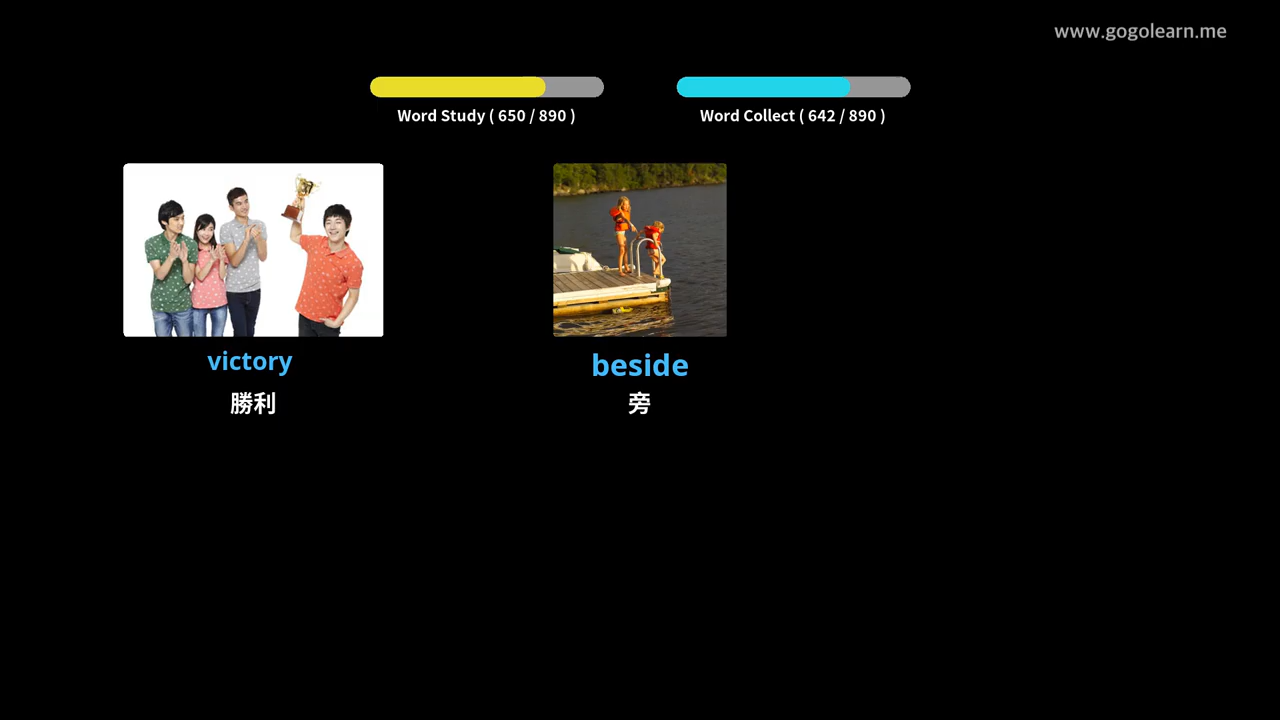 www.gogolearn.me
Word Study ( 650 / 890 )
Word Collect ( 642 / 890 )
victory
勝利
beside
旁